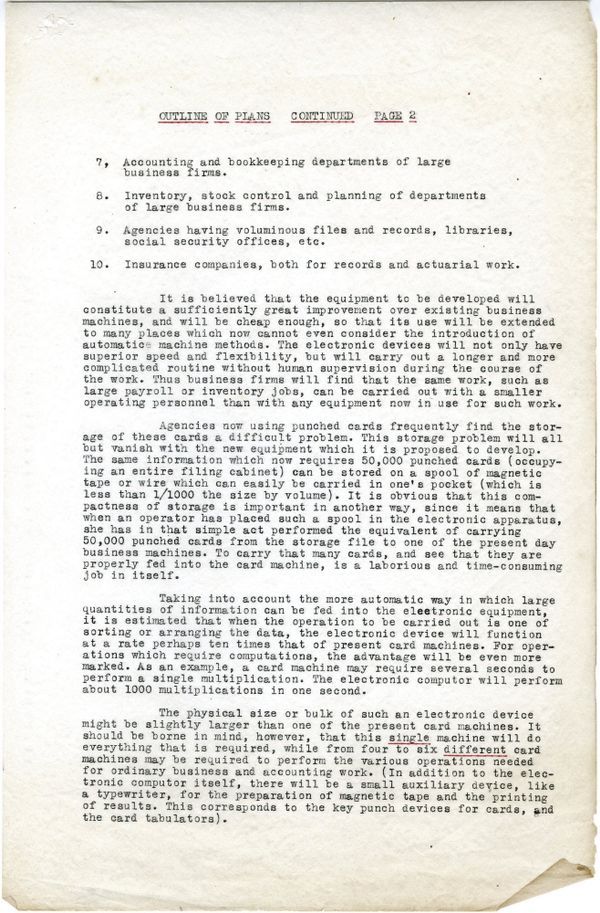 OUTLINE OF PLANS CONTINUED PAGE 2
7, Accounting and bookkeeping departments of large
business firms.
8. Inventory, stock control and planning of departments
of large business firms.
9. Agencies having voluminous files and records, libraries,
social security offices, etc.
10. Insurance companies, both for records and actuarial work.
It is believed that the equipment to be developed will
constitute a sufficiently great improvement over existing business
machines, and will be cheap enough, so that its use will be extended
to many places which now cannot even consider the introduction of
automatic machine methods. The electronic devices will not only have
superior speed and flexibility, but will carry out a longer and more
complicated routine without human supervision during the course of
the work. Thus business firms will find that the same work, such as
large payroll or inventory jobs, can be carried out with a smaller
operating personnel than with any equipment now in use for such work.
Agencies now using punched cards frequently find the stor-
age of these cards a difficult problem. This storage problem will all
but vanish with the new equipment which it is proposed to develop.
The same information which now requires 50,000 punched cards (occupy-
ing an entire filing cabinet) can be stored on a spool of magnetic
tape or wire which can easily be carried in one's pocket (which is
less than 1/1000 the size by volume). It is obvious that this com-
pactness of storage is important in another way, since it means that
when an operator has placed such a spool in the electronic apparatus,
she has in that simple act performed the equivalent of carrying
50,000 punched cards from the storage file to one of the present day
business machines. To carry that many cards, and see that they are
properly fed into the card machine, is a laborious and time-consuming
job in itself.
Taking into account the more automatic way in which large
quantities of information can be fed into the electronic equipment,
it is estimated that when the operation to be carried out is one of
sorting or arranging the data, the electronic device will function
at a rate perhaps ten times that of present card machines. For oper-
ations which require computations, the advantage will be even more
marked. As an example, a card machine may require several seconds to
perform a single multiplication. The electronic computor will perform
about 1000 multiplications in one second.
The physical size or bulk of such an electronic device
might be slightly larger than one of the present card machines. It
should be borne in mind, however, that this single machine will do
everything that is required, while from four to six different card
machines may be required to perform the various operations needed
for ordinary business and accounting work. (In addition to the elec-
tronic computor itself, there will be a small auxiliary device, like
a typewriter, for the preparation of magnetic tape and the printing
of results. This corresponds to the key punch devices for cards, and
the card tabulators).